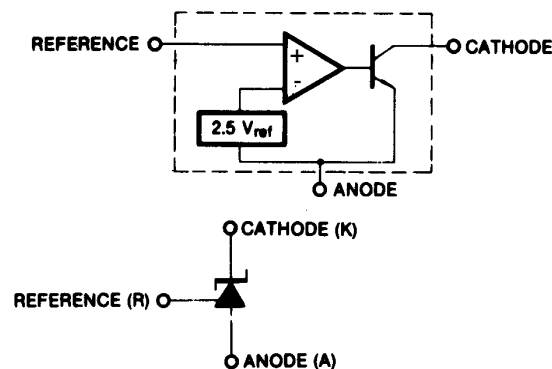 REFERENCE
CATHODE
+
-
2.5 Vref
ANODE
CATHODE (K)
REFERENCE (R)
ANODE (A)